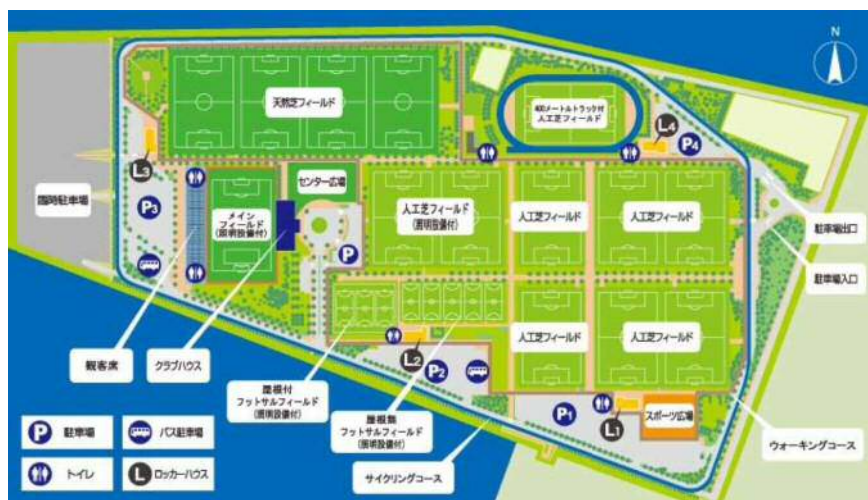 N
天然芝フィールド
400メートルトラック付
人工芝フィールド
L4
P4
L3
センター広場
臨時駐車場
P3
メイン
フィールド
(照明設備付)
人工芝フィールド
(照明設備付)
人工芝フィールド
人工芝フィールド
P
駐車場出口
駐車場入口
人工芝フィールド
人工芝フィールド
観客席
クラブハウス
L2
P2
屋根付
フットサルフィールド
(照明設備付)
屋根無
フットサルフィールド
(照明設備付)
P1
L1
スポーツ広場
ウォーキングコース
サイクリングコース
P 駐車場
バス駐車場
トイレ
L ロッカーハウス